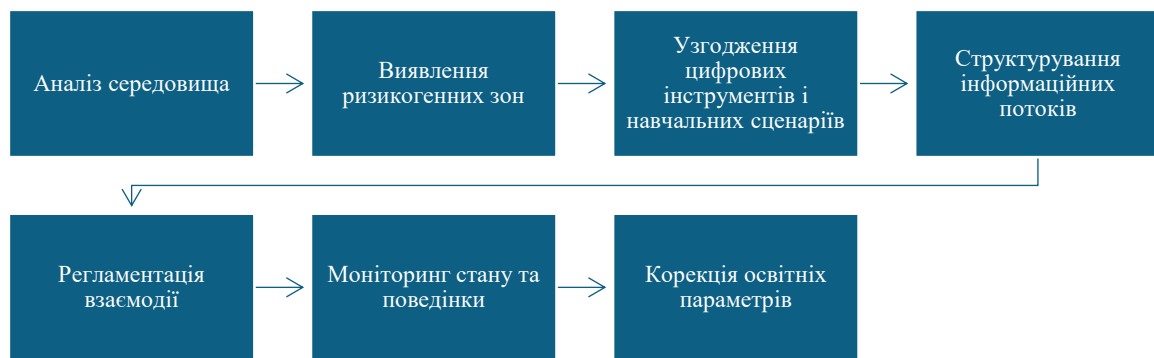 Аналіз середовища
Виявлення
ризикогенних зон
Узгодження
цифрових
інструментів і
навчальних сценаріїв
Структурування
інформаційних
потоків
Регламентація
взаємодії
Моніторинг стану та
поведінки
Корекція освітніх
параметрів